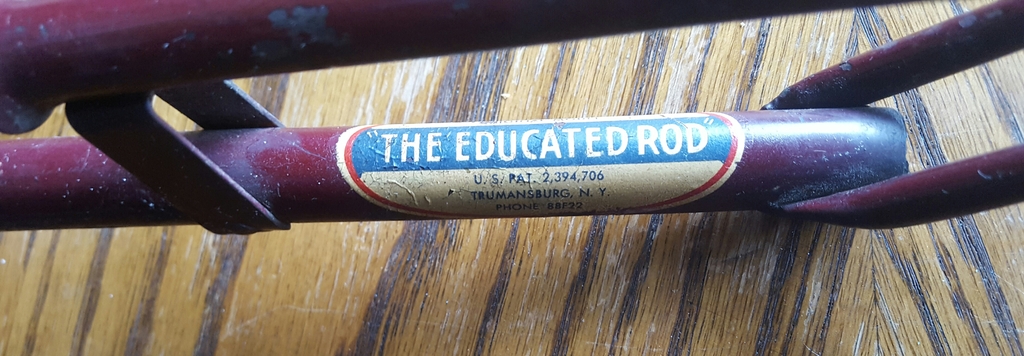 "THE EDUCATED ROD"
U. S. PAT. 2,394,706
TRUMANSBURG, N. Y.
PHONE 88F22